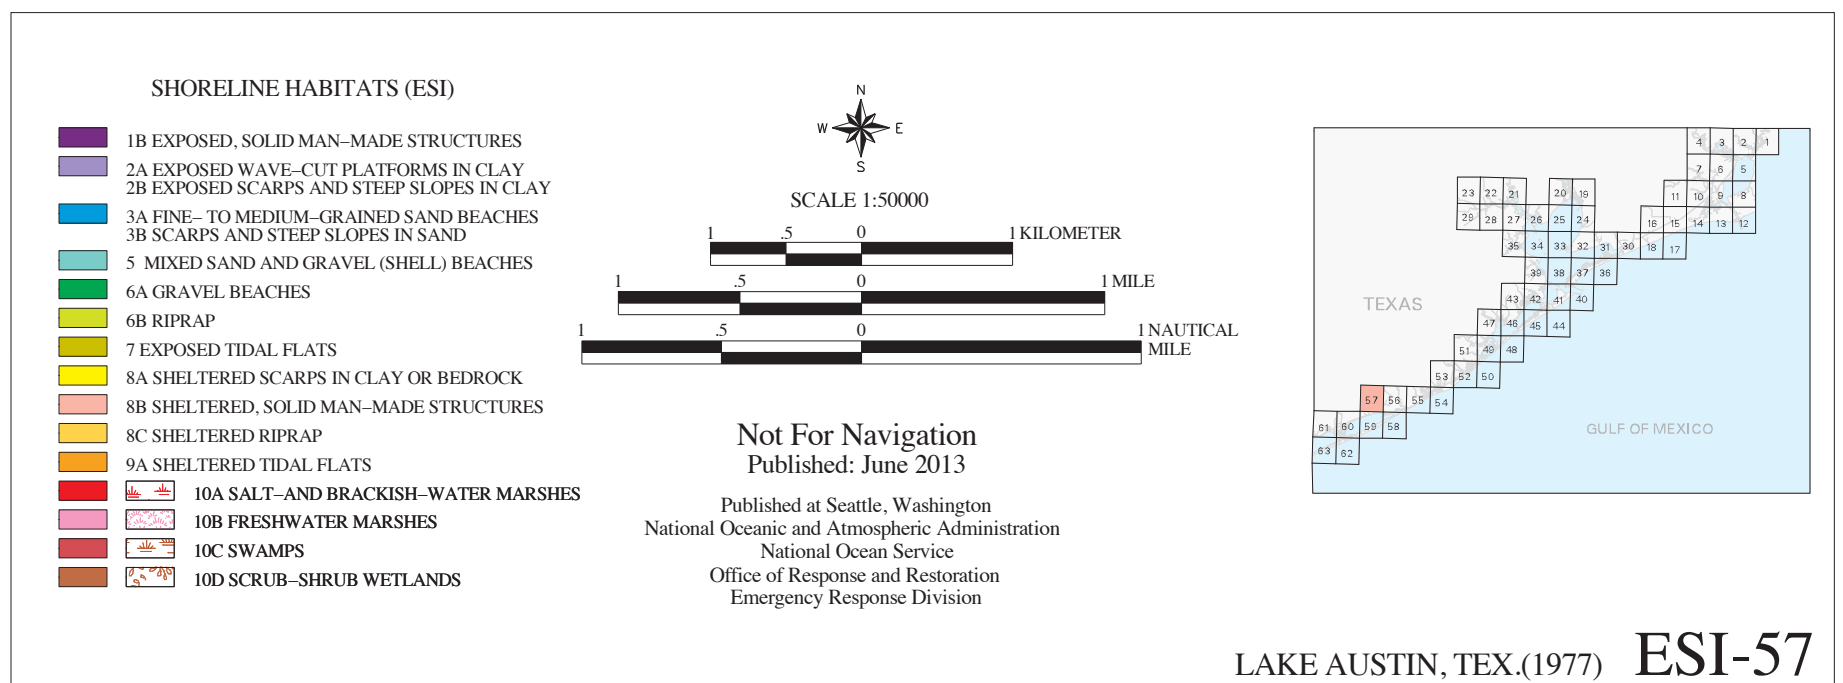 SHORELINE HABITATS (ESI)
1B EXPOSED, SOLID MAN–MADE STRUCTURES
2A EXPOSED WAVE–CUT PLATFORMS IN CLAY
2B EXPOSED SCARPS AND STEEP SLOPES IN CLAY
3A FINE– TO MEDIUM–GRAINED SAND BEACHES
3B SCARPS AND STEEP SLOPES IN SAND
5 MIXED SAND AND GRAVEL (SHELL) BEACHES
6A GRAVEL BEACHES
6B RIPRAP
7 EXPOSED TIDAL FLATS
8A SHELTERED SCARPS IN CLAY OR BEDROCK
8B SHELTERED, SOLID MAN–MADE STRUCTURES
8C SHELTERED RIPRAP
9A SHELTERED TIDAL FLATS
10A SALT–AND BRACKISH–WATER MARSHES
10B FRESHWATER MARSHES
10C SWAMPS
10D SCRUB–SHRUB WETLANDS
N
W E
S
SCALE 1:50000
1 .5 0 1 KILOMETER
1 .5 0 1 MILE
1 .5 0 1 NAUTICAL
MILE
Not For Navigation
Published: June 2013
Published at Seattle, Washington
National Oceanic and Atmospheric Administration
National Ocean Service
Office of Response and Restoration
Emergency Response Division
4 3 2 1
7 6 5
23 22 21 20 19 11 10 9 8
29 28 27 26 25 24 16 15 14 13 12
35 34 33 32 31 30 18 17
39 38 37 36
TEXAS
43 42 41 40
47 46 45 44
51 49 48
53 52 50
57 56 55 54
61 60 59 58
GULF OF MEXICO
63 62
LAKE AUSTIN, TEX.(1977) ESI-57